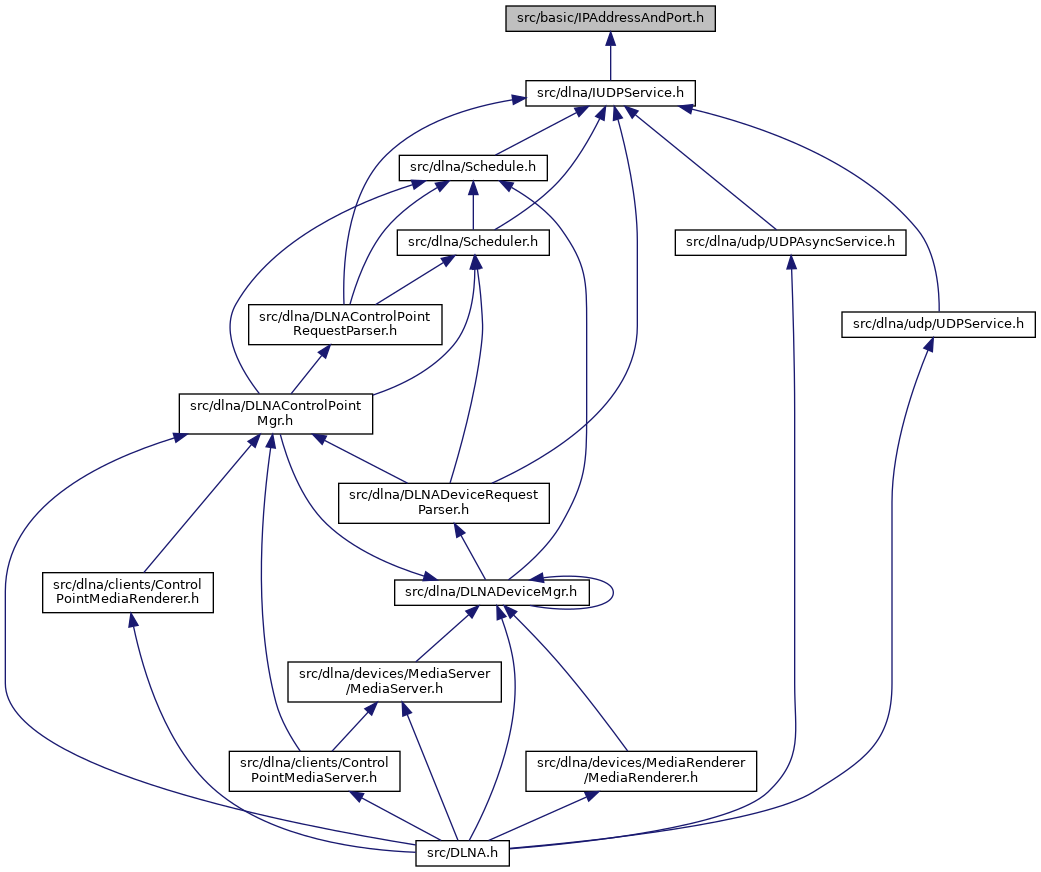 src/basic/IPAddressAndPort.h
src/dlna/IUDPService.h
src/dlna/Schedule.h
src/dlna/Scheduler.h
src/dlna/udp/UDPAsyncService.h
src/dlna/DLNAControlPoint
RequestParser.h
src/dlna/udp/UDPService.h
src/dlna/DLNAControlPoint
Mgr.h
src/dlna/DLNADeviceRequest
Parser.h
src/dlna/clients/Control
PointMediaRenderer.h
src/dlna/DLNADeviceMgr.h
src/dlna/devices/MediaServer
/MediaServer.h
src/dlna/clients/Control
PointMediaServer.h
src/dlna/devices/MediaRenderer
/MediaRenderer.h
src/DLNA.h